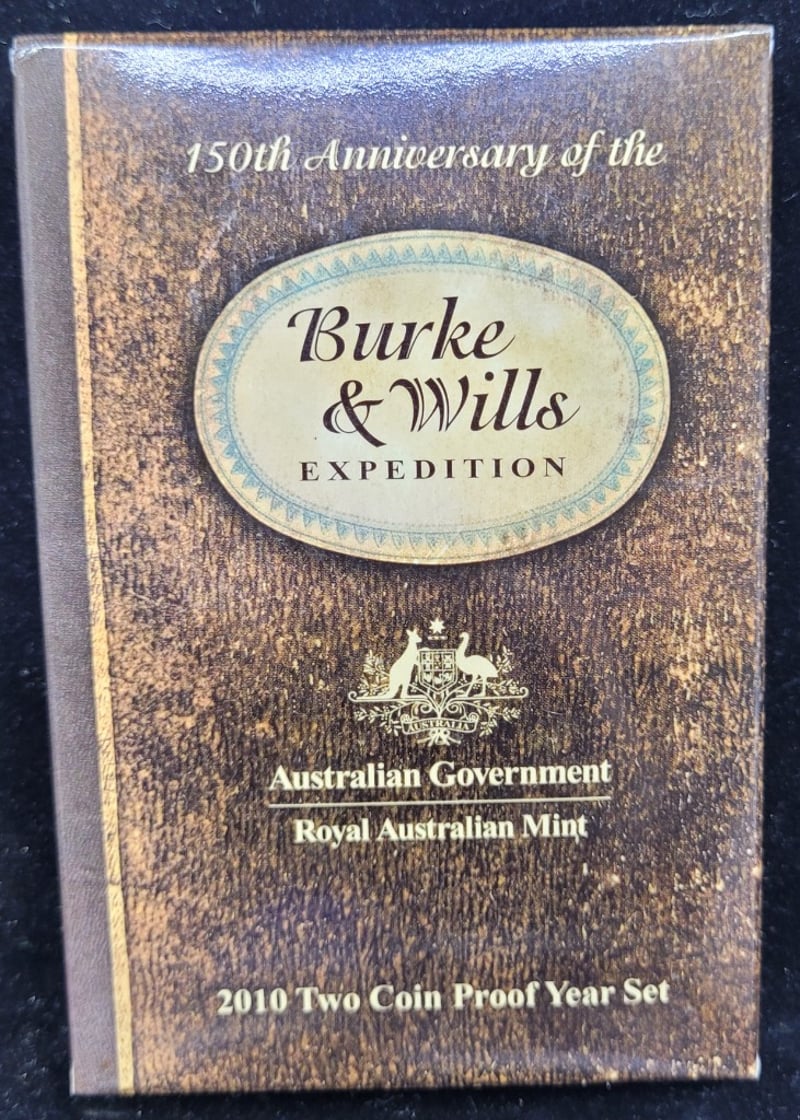 150th Anniversary of the
Burke
& Wills
EXPEDITION
AUSTRALIA
Australian Government
Royal Australian Mint
2010 Two Coin Proof Year Set